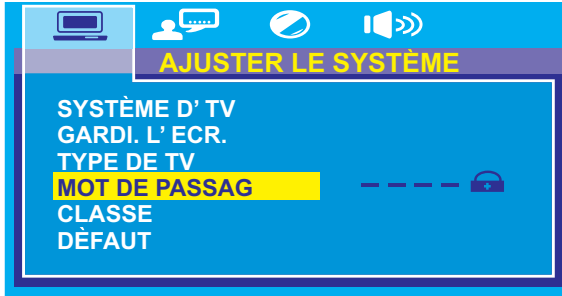 AJUSTER LE SYSTÈME
SYSTÈME D' TV
GARDI. L' ECR.
TYPE DE TV
MOT DE PASSAG
CLASSE
DÈFAUT